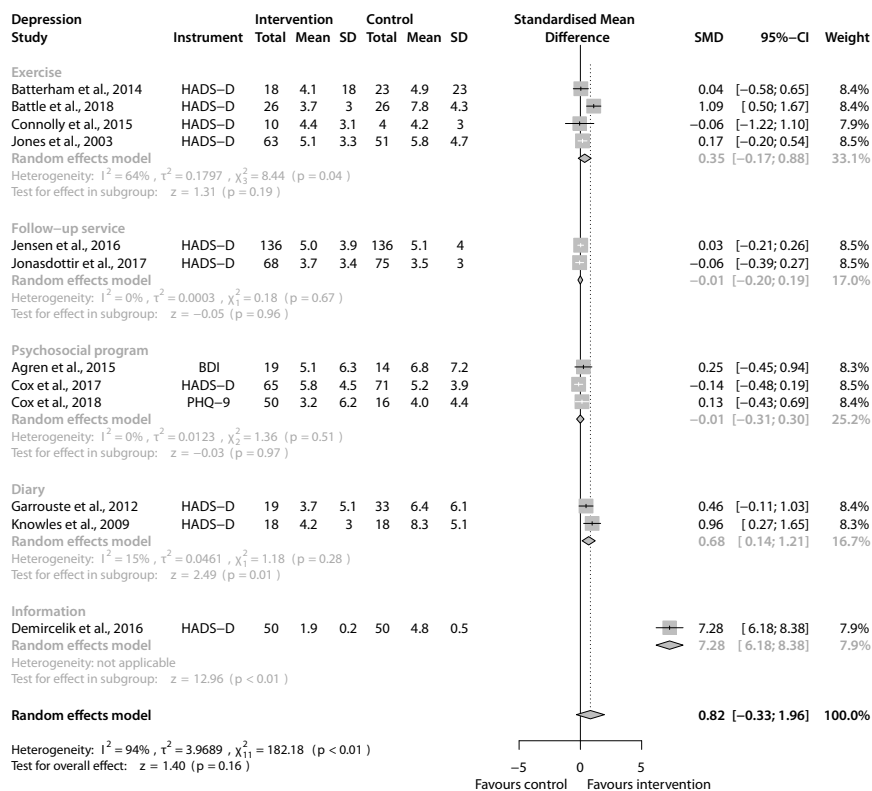 Depression Intervention Control Standardised Mean
Study Instrument Total Mean SD Total Mean SD Difference SMD 95%−CI Weight
Exercise
Batterham et al., 2014 HADS−D 18 4.1 18 23 4.9 23 0.04 [−0.58; 0.65] 8.4%
Battle et al., 2018 HADS−D 26 3.7 3 26 7.8 4.3 1.09 [ 0.50; 1.67] 8.4%
Connolly et al., 2015 HADS−D 10 4.4 3.1 4 4.2 3 −0.06 [−1.22; 1.10] 7.9%
Jones et al., 2003 HADS−D 63 5.1 3.3 51 5.8 4.7 0.17 [−0.20; 0.54] 8.5%
Random effects model 0.35 [−0.17; 0.88] 33.1%
Heterogeneity: I² = 64% , τ² = 0.1797 , χ²₃ = 8.44 (p = 0.04 )
Test for effect in subgroup: z = 1.31 (p = 0.19 )
Follow−up service
Jensen et al., 2016 HADS−D 136 5.0 3.9 136 5.1 4 0.03 [−0.21; 0.26] 8.5%
Jonasdottir et al., 2017 HADS−D 68 3.7 3.4 75 3.5 3 −0.06 [−0.39; 0.27] 8.5%
Random effects model −0.01 [−0.20; 0.19] 17.0%
Heterogeneity: I² = 0% , τ² = 0.0003 , χ²₁ = 0.18 (p = 0.67 )
Test for effect in subgroup: z = −0.05 (p = 0.96 )
Psychosocial program
Agren et al., 2015 BDI 19 5.1 6.3 14 6.8 7.2 0.25 [−0.45; 0.94] 8.3%
Cox et al., 2017 HADS−D 65 5.8 4.5 71 5.2 3.9 −0.14 [−0.48; 0.19] 8.5%
Cox et al., 2018 PHQ−9 50 3.2 6.2 16 4.0 4.4 0.13 [−0.43; 0.69] 8.4%
Random effects model −0.01 [−0.31; 0.30] 25.2%
Heterogeneity: I² = 0% , τ² = 0.0123 , χ²₂ = 1.36 (p = 0.51 )
Test for effect in subgroup: z = −0.03 (p = 0.97 )
Diary
Garrouste et al., 2012 HADS−D 19 3.7 5.1 33 6.4 6.1 0.46 [−0.11; 1.03] 8.4%
Knowles et al., 2009 HADS−D 18 4.2 3 18 8.3 5.1 0.96 [ 0.27; 1.65] 8.3%
Random effects model 0.68 [ 0.14; 1.21] 16.7%
Heterogeneity: I² = 15% , τ² = 0.0461 , χ²₁ = 1.18 (p = 0.28 )
Test for effect in subgroup: z = 2.49 (p = 0.01 )
Information
Demircelik et al., 2016 HADS−D 50 1.9 0.2 50 4.8 0.5 7.28 [ 6.18; 8.38] 7.9%
Random effects model 7.28 [ 6.18; 8.38] 7.9%
Heterogeneity: not applicable
Test for effect in subgroup: z = 12.96 (p < 0.01 )
Random effects model 0.82 [−0.33; 1.96] 100.0%
Heterogeneity: I² = 94% , τ² = 3.9689 , χ²₁₁ = 182.18 (p < 0.01 )
Test for overall effect: z = 1.40 (p = 0.16 )
−5 0 5
Favours control Favours intervention